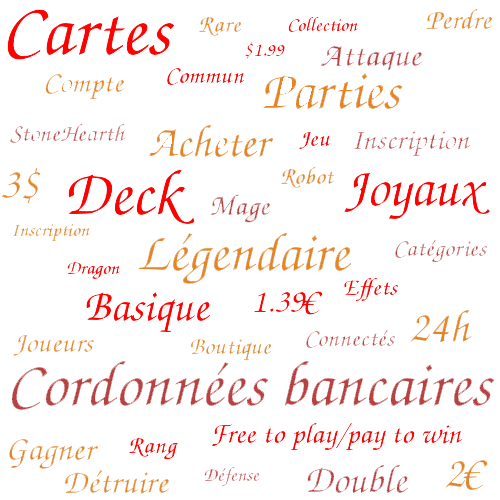 Cartes
Rare
Collection
Perdre
$1.99
Attaque
Compte
Commun
Parties
StoneHearth
Acheter
Jeu
Inscription
3$
Deck
Mage
Robot
Joyaux
Inscription
Légendaire
Catégories
Dragon
Basique
1.39€
Effets
Joueurs
Boutique
Connectés
24h
Cordonnées bancaires
Gagner
Rang
Free to play/pay to win
Détruire
Défense
Double
2€